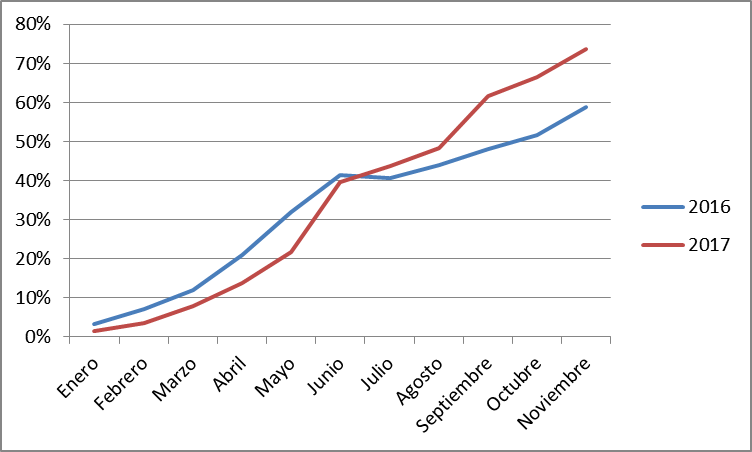 80%
70%
60%
50%
40%
30%
20%
10%
0%
Enero
Febrero
Marzo
Abril
Mayo
Junio
Julio
Agosto
Septiembre
Octubre
Noviembre
2016
2017